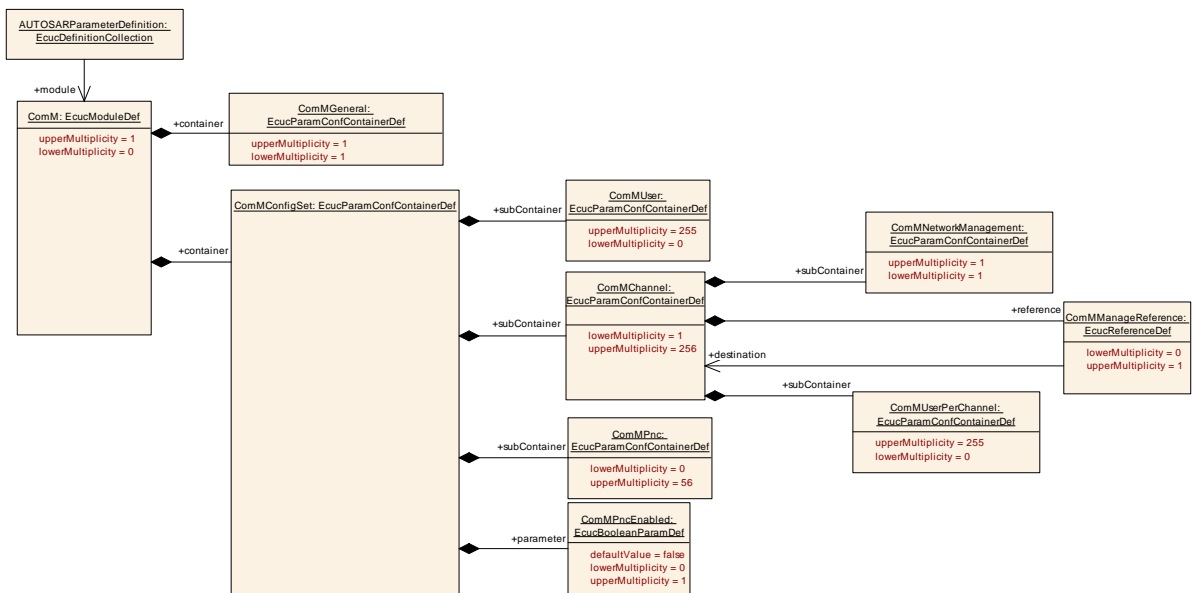 AUTOSARParameterDefinition:
EcucDefinitionCollection
+module
ComM: EcucModuleDef
upperMultiplicity = 1
lowerMultiplicity = 0
+container
ComMGeneral:
EcucParamConfContainerDef
upperMultiplicity = 1
lowerMultiplicity = 1
+container
ComMConfigSet: EcucParamConfContainerDef
+subContainer
ComMUser:
EcucParamConfContainerDef
upperMultiplicity = 255
lowerMultiplicity = 0
+subContainer
ComMChannel:
EcucParamConfContainerDef
lowerMultiplicity = 1
upperMultiplicity = 256
+subContainer
ComMNetworkManagement:
EcucParamConfContainerDef
upperMultiplicity = 1
lowerMultiplicity = 1
+reference
ComMManageReference:
EcucReferenceDef
lowerMultiplicity = 0
upperMultiplicity = 1
+destination
+subContainer
ComMUserPerChannel:
EcucParamConfContainerDef
upperMultiplicity = 255
lowerMultiplicity = 0
+subContainer
ComMPnc:
EcucParamConfContainerDef
lowerMultiplicity = 0
upperMultiplicity = 56
+parameter
ComMPncEnabled:
EcucBooleanParamDef
defaultValue = false
lowerMultiplicity = 0
upperMultiplicity = 1